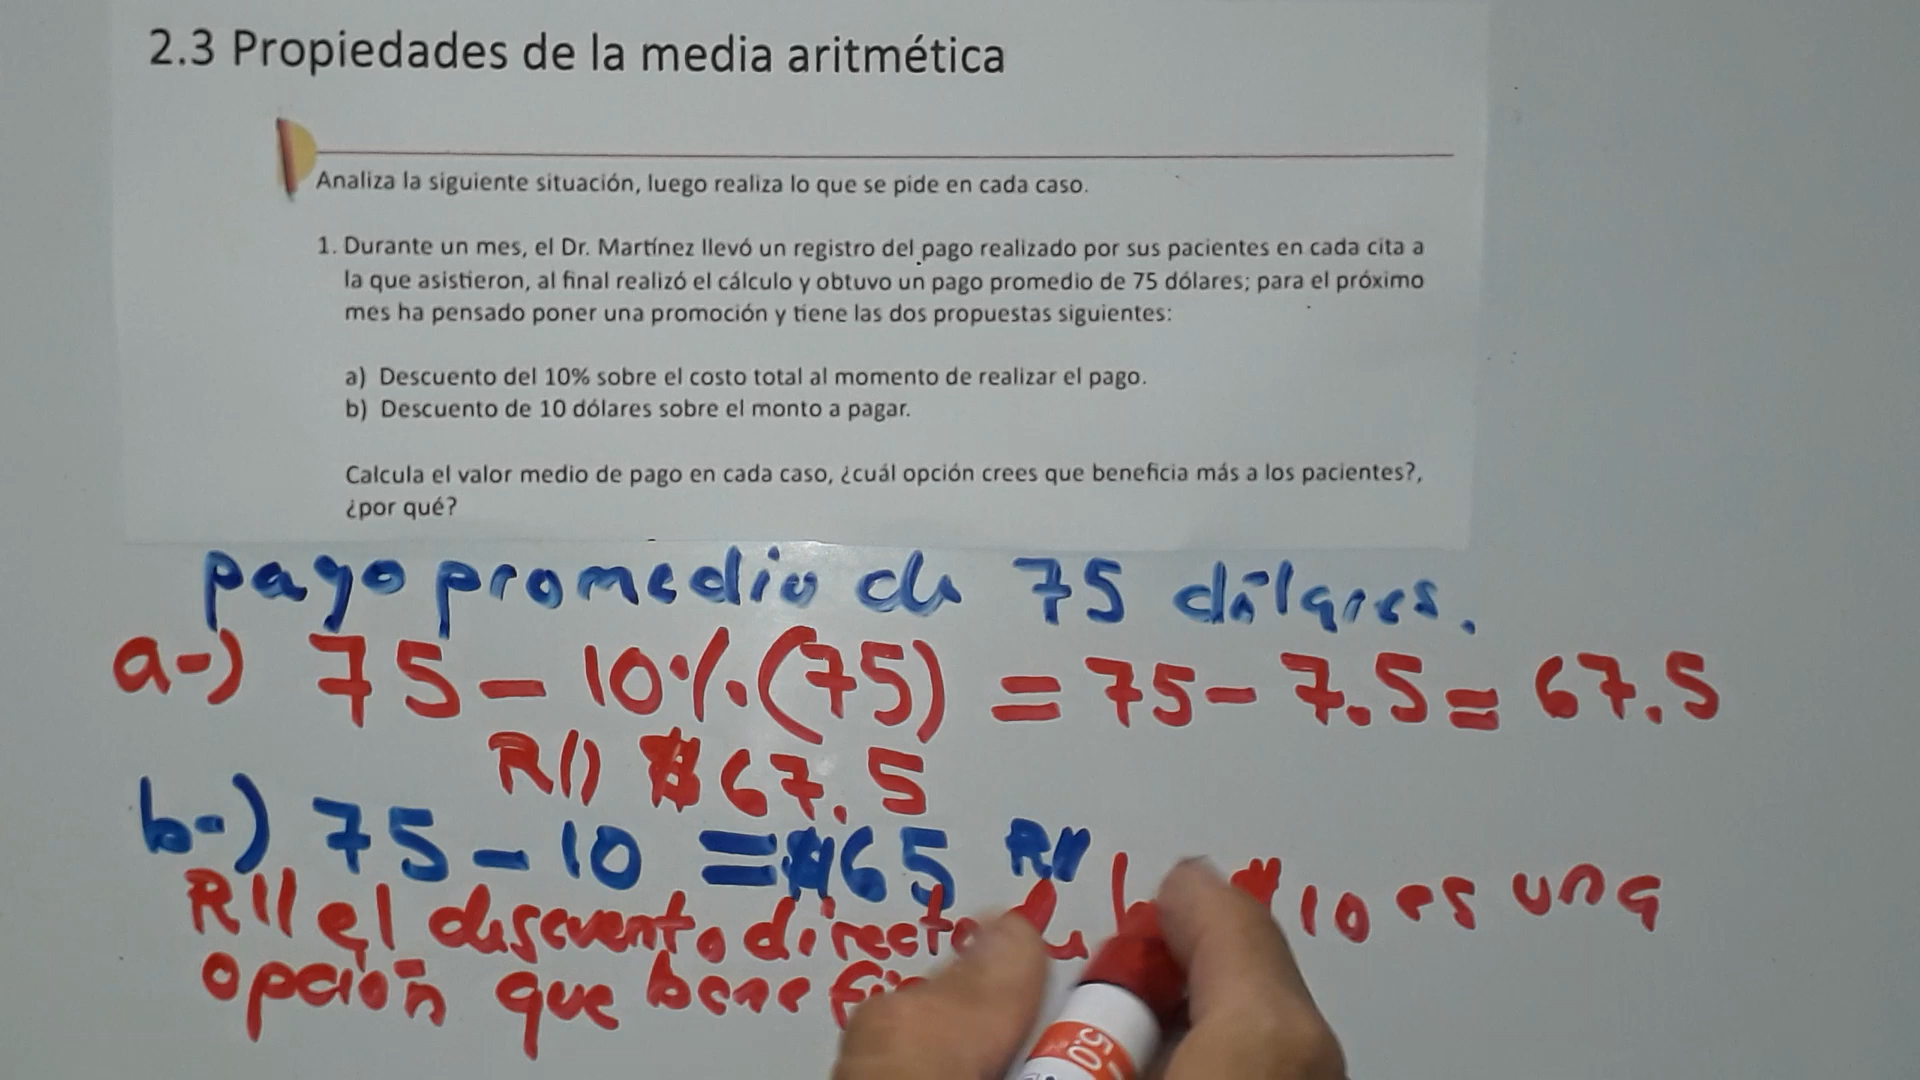 2.3 Propiedades de la media aritmética
Analiza la siguiente situación, luego realiza lo que se pide en cada caso.
1. Durante un mes, el Dr. Martínez llevó un registro del pago realizado por sus pacientes en cada cita a
la que asistieron, al final realizó el cálculo y obtuvo un pago promedio de 75 dólares; para el próximo
mes ha pensado poner una promoción y tiene las dos propuestas siguientes:
a) Descuento del 10% sobre el costo total al momento de realizar el pago.
b) Descuento de 10 dólares sobre el monto a pagar.
Calcula el valor medio de pago en cada caso, ¿cuál opción crees que beneficia más a los pacientes?,
¿por qué?
pago promedio de 75 dólares.
a-) 75 - 10%(75) = 75 - 7.5 = 67.5
R// $67.5
b-) 75 - 10 = $65 R//
R// el descuento directo $10 es una
opción que
5.0